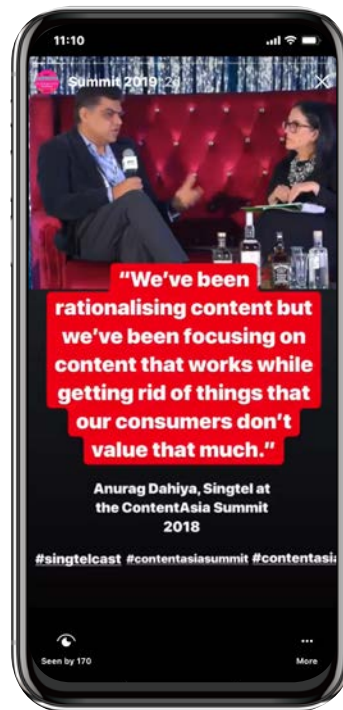 11:10
Summit 2019 2d
“We’ve been
rationalising content but
we’ve been focusing on
content that works while
getting rid of things that
our consumers don’t
value that much.”
Anurag Dahiya, Singtel at
the ContentAsia Summit
2018
#singtelcast #contentasiasummit #contentasia
Seen by 170
More